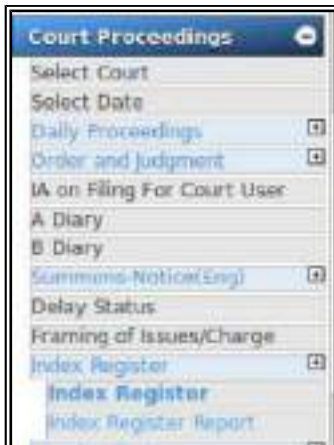 Court Proceedings
Select Court
Select Date
Daily Proceedings
Order and Judgment
IA on Filing For Court User
A Diary
B Diary
Summons-Notice(Eng)
Delay Status
Framing of Issues/Charge
Index Register
Index Register
Index Register Report